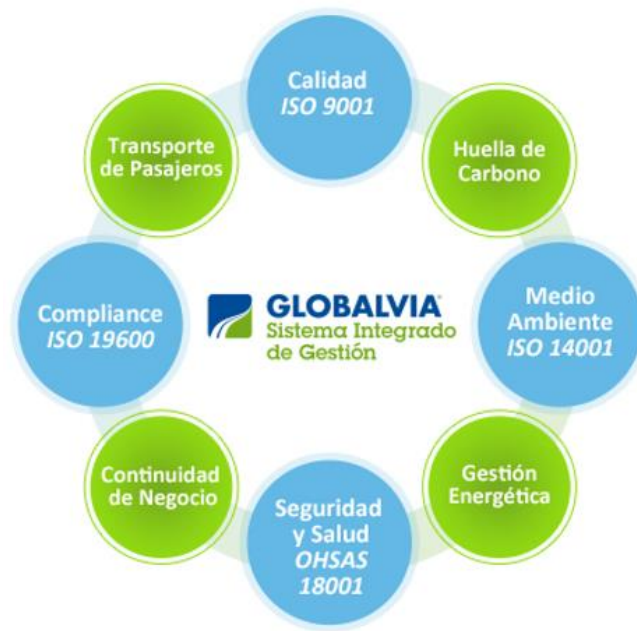 Calidad
ISO 9001
Transporte
de Pasajeros
Huella de
Carbono
Compliance
ISO 19600
GLOBALVIA
Sistema Integrado
de Gestión
Medio
Ambiente
ISO 14001
Continuidad
de Negocio
Seguridad
y Salud
OHSAS
18001
Gestión
Energética